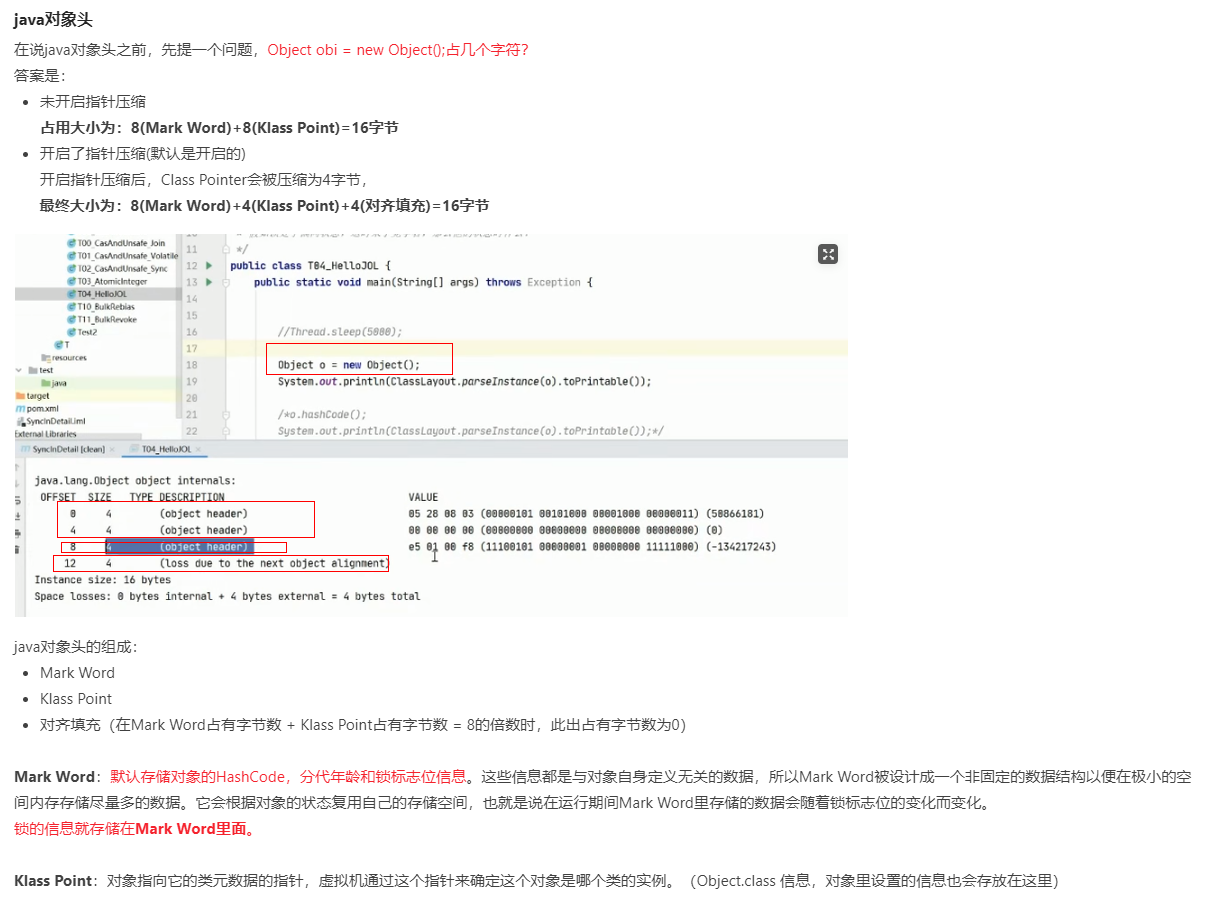 java对象头
在说java对象头之前，先提一个问题，Object obi = new Object();占几个字符？
答案是：
• 未开启指针压缩
占用大小为：8(Mark Word)+8(Klass Point)=16字节
• 开启了指针压缩(默认是开启的)
开启指针压缩后，Class Pointer会被压缩为4字节，
最终大小为：8(Mark Word)+4(Klass Point)+4(对齐填充)=16字节
T00_CasAndUnsafe_Join
T01_CasAndUnsafe_Volatile
T02_CasAndUnsafe_Sync
T03_AtomicInteger
T04_HelloJOL
T10_BulkRebias
T11_BulkRevoke
Test2
T
resources
test
java
target
pom.xml
SyncInDetail.iml
External Libraries
11 */
12 public class T04_HelloJOL {
13 public static void main(String[] args) throws Exception {
14
15
16 //Thread.sleep(5000);
17
18 Object o = new Object();
19 System.out.println(ClassLayout.parseInstance(o).toPrintable());
20
21 /*o.hashCode();
22 System.out.println(ClassLayout.parseInstance(o).toPrintable());*/
SyncInDetail [clean] × T04_HelloJOL ×
java.lang.Object object internals:
OFFSET SIZE TYPE DESCRIPTION VALUE
0 4 (object header) 05 28 08 03 (00000101 00101000 00001000 00000011) (50866181)
4 4 (object header) 00 00 00 00 (00000000 00000000 00000000 00000000) (0)
8 4 (object header) e5 01 00 f8 (11100101 00000001 00000000 11111000) (-134217243)
12 4 (loss due to the next object alignment)
Instance size: 16 bytes
Space losses: 0 bytes internal + 4 bytes external = 4 bytes total
java对象头的组成：
• Mark Word
• Klass Point
• 对齐填充（在Mark Word占有字节数 + Klass Point占有字节数 = 8的倍数时，此出占有字节数为0）
Mark Word：默认存储对象的HashCode，分代年龄和锁标志位信息。这些信息都是与对象自身定义无关的数据，所以Mark Word被设计成一个非固定的数据结构以便在极小的空
间内存存储尽量多的数据。它会根据对象的状态复用自己的存储空间，也就是说在运行期间Mark Word里存储的数据会随着锁标志位的变化而变化。
锁的信息就存储在Mark Word里面。
Klass Point：对象指向它的类元数据的指针，虚拟机通过这个指针来确定这个对象是哪个类的实例。（Object.class 信息，对象里设置的信息也会存放在这里）